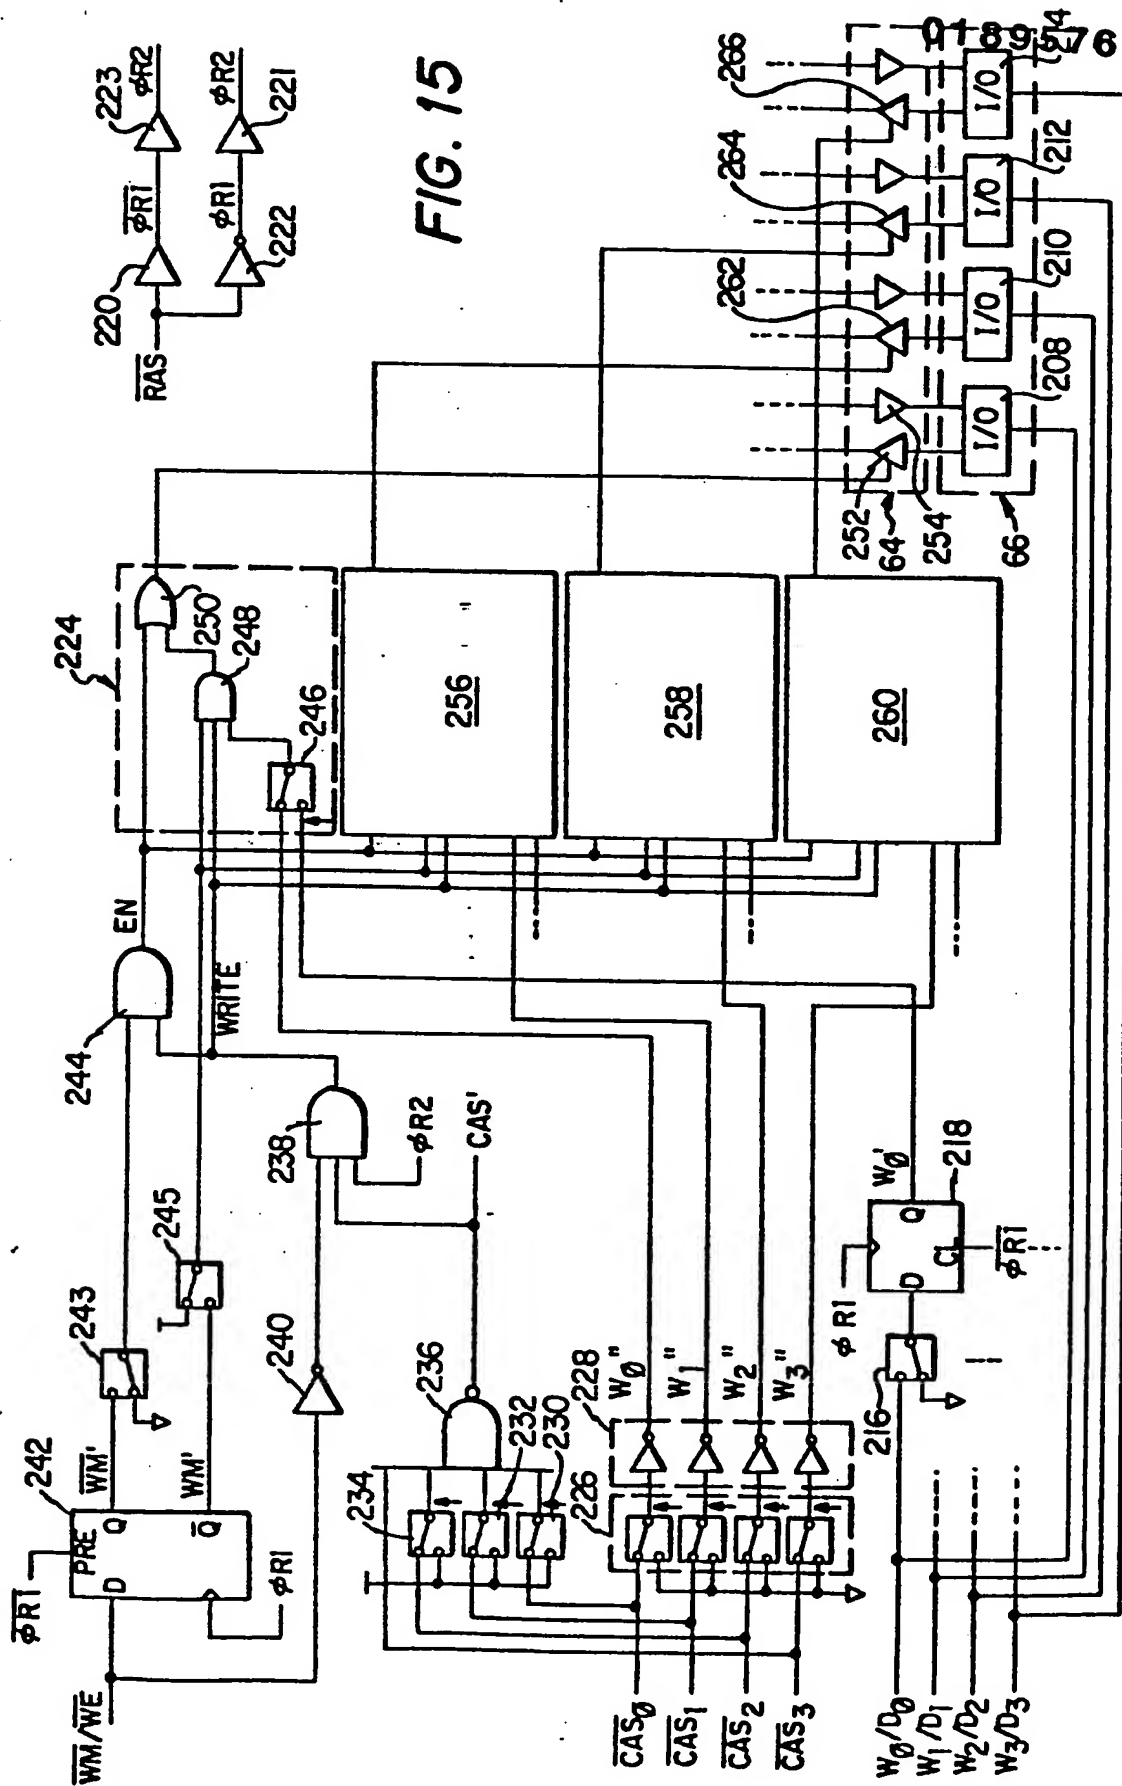 FIG. 15
0189576
220
φR1
223
φR2
RAS
222
φR1
221
φR2
266
264
262
252
64
254
66
I/O
208
I/O
210
I/O
212
I/O
214
224
250
248
246
256
258
260
EN
244
WRITE
238
φR2
CAS'
243
245
240
236
234
232
230
φR1
242
PRE
D
Q
Q
WM'
WM'
φR1
WM/WE
228
226
W0"
W1"
W2"
W3"
CAS0
CAS1
CAS2
CAS3
W0'
218
φR1
D
Q
CL
φR1
216
W0/D0
W1/D1
W2/D2
W3/D3